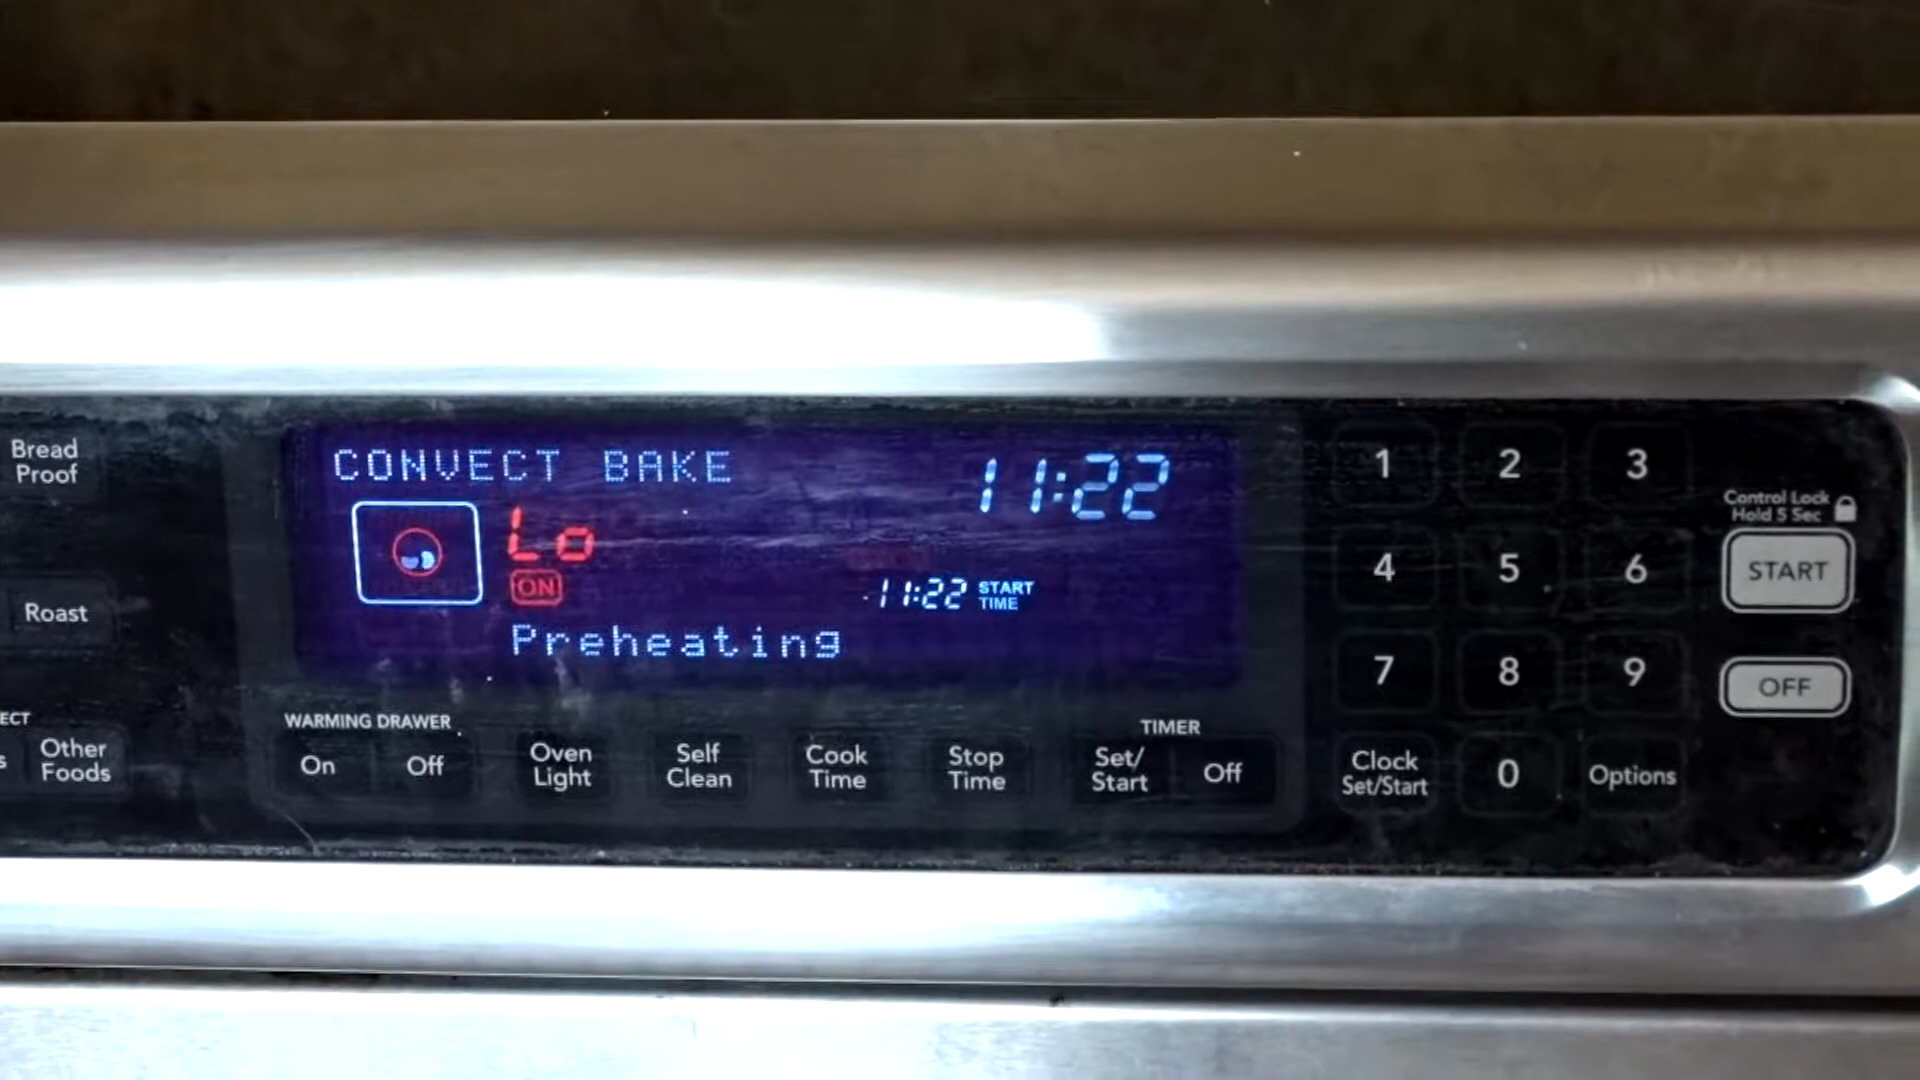 Bread
Proof
Roast
ECT
s
Other
Foods
CONVECT BAKE
11:22
Lo
ON
11:22 START
TIME
Preheating
WARMING DRAWER
On
Off
Oven
Light
Self
Clean
Cook
Time
Stop
Time
TIMER
Set/
Start
Off
1
2
3
4
5
6
7
8
9
Clock
Set/Start
0
Options
Control Lock
Hold 5 Sec
START
OFF